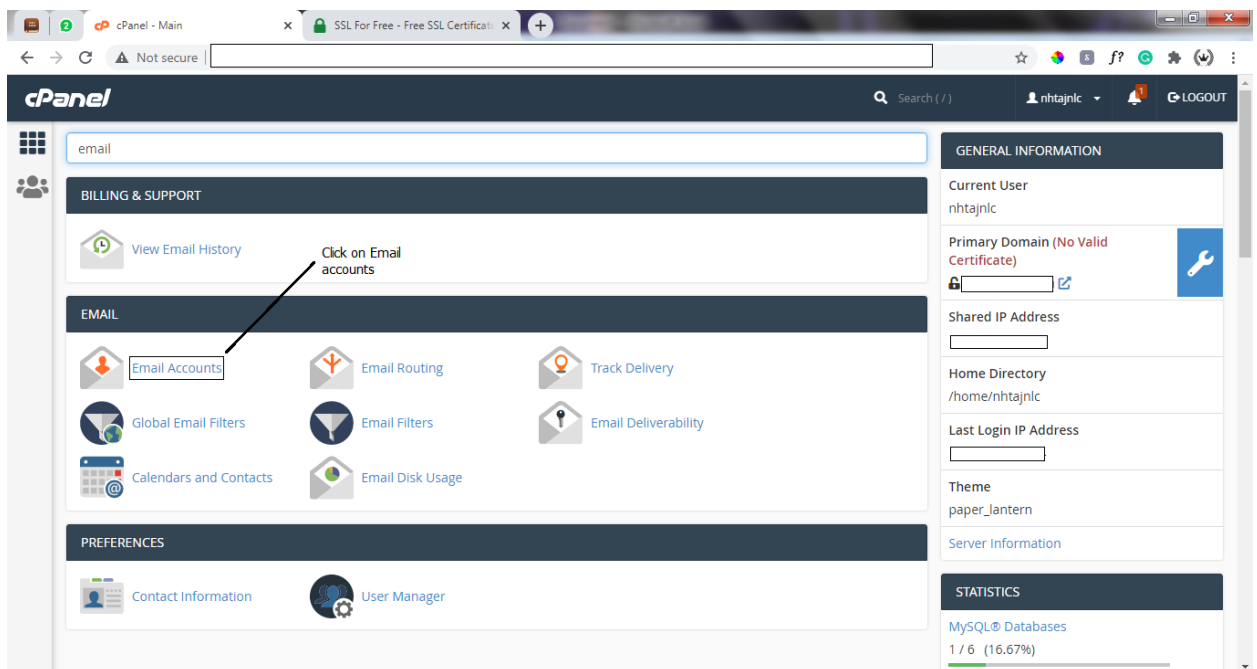 2
cPanel - Main
SSL For Free - Free SSL Certificat
Not secure
f?
cPanel
Search ( / )
nhtajnlc
1
LOGOUT
email
BILLING & SUPPORT
View Email History
Click on Email
accounts
EMAIL
Email Accounts
Email Routing
Track Delivery
Global Email Filters
Email Filters
Email Deliverability
Calendars and Contacts
Email Disk Usage
PREFERENCES
Contact Information
User Manager
GENERAL INFORMATION
Current User
nhtajnlc
Primary Domain (No Valid
Certificate)
Shared IP Address
Home Directory
/home/nhtajnlc
Last Login IP Address
Theme
paper_lantern
Server Information
STATISTICS
MySQL® Databases
1 / 6 (16.67%)